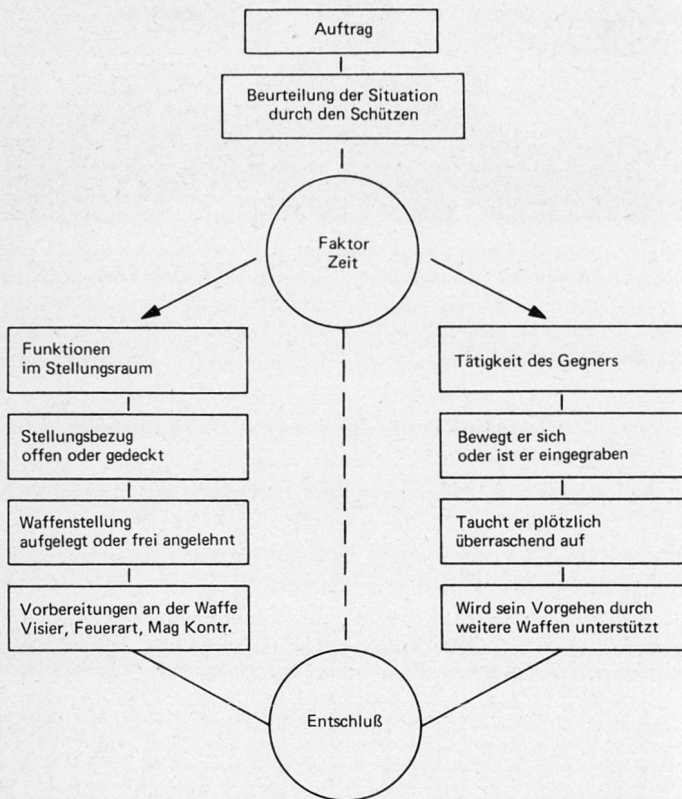 Auftrag
Beurteilung der Situation
durch den Schützen
Faktor
Zeit
Funktionen
im Stellungsraum
Stellungsbezug
offen oder gedeckt
Waffenstellung
aufgelegt oder frei angelehnt
Vorbereitungen an der Waffe
Visier, Feuerart, Mag Kontr.
Tätigkeit des Gegners
Bewegt er sich
oder ist er eingegraben
Taucht er plötzlich
überraschend auf
Wird sein Vorgehen durch
weitere Waffen unterstützt
Entschluß